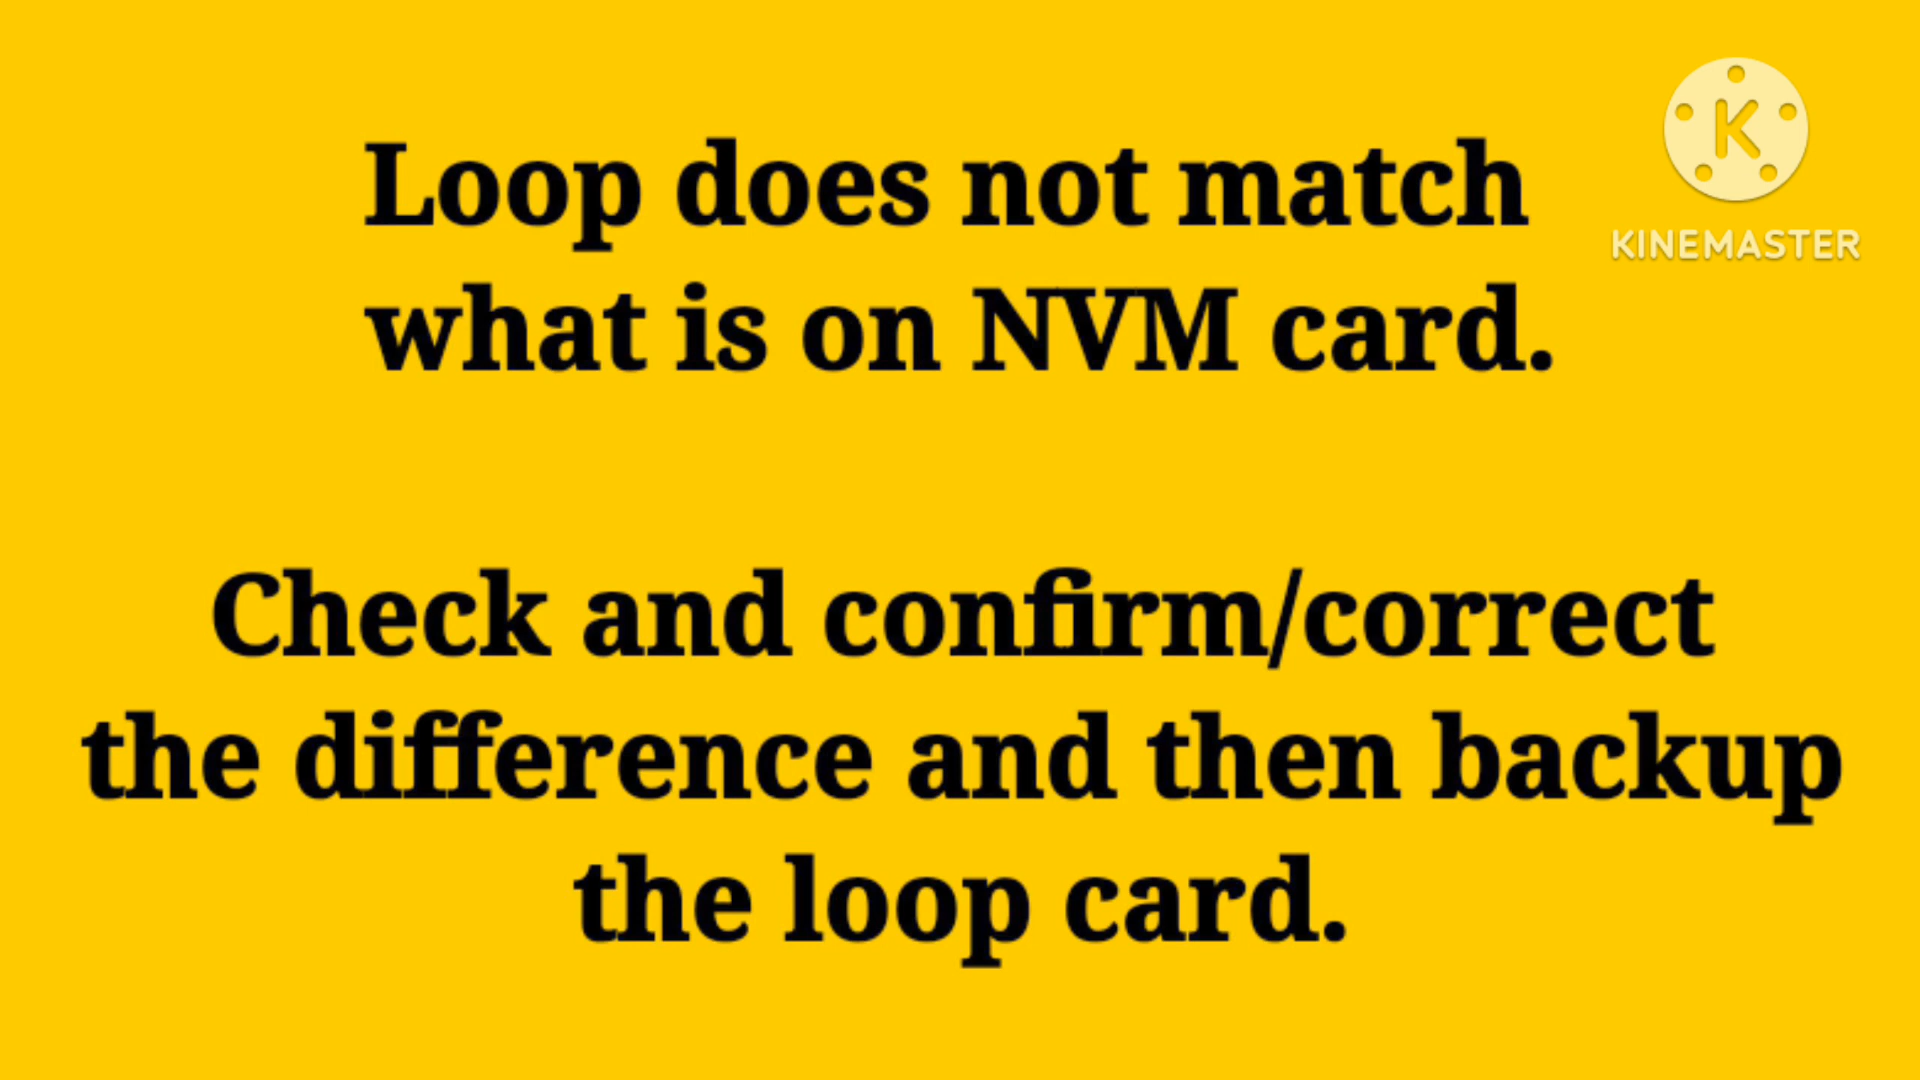 Loop does not match
what is on NVM card.
KINEMASTER
Check and confirm/correct
the difference and then backup
the loop card.